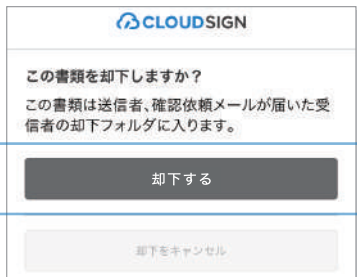 CLOUDSIGN
この書類を却下しますか？
この書類は送信者、確認依頼メールが届いた受
信者の却下フォルダに入ります。
却下する
却下をキャンセル